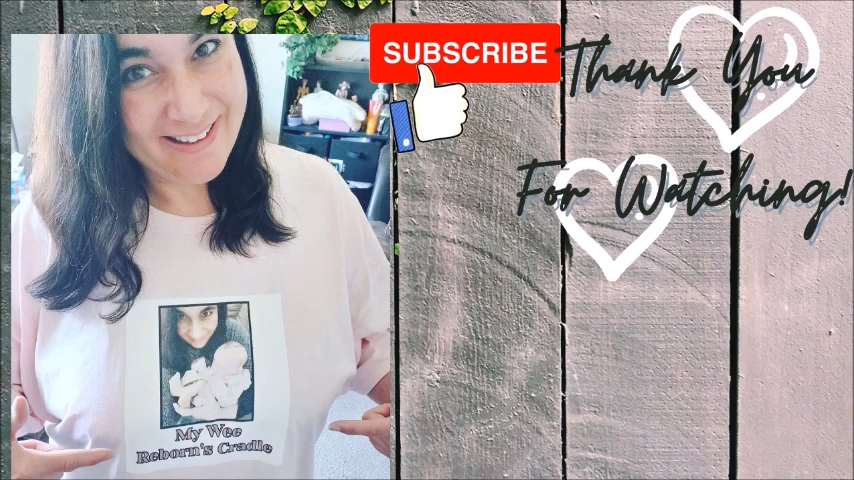 SUBSCRIBE
Thank You
For Watching!
My Wee
Reborn's Cradle